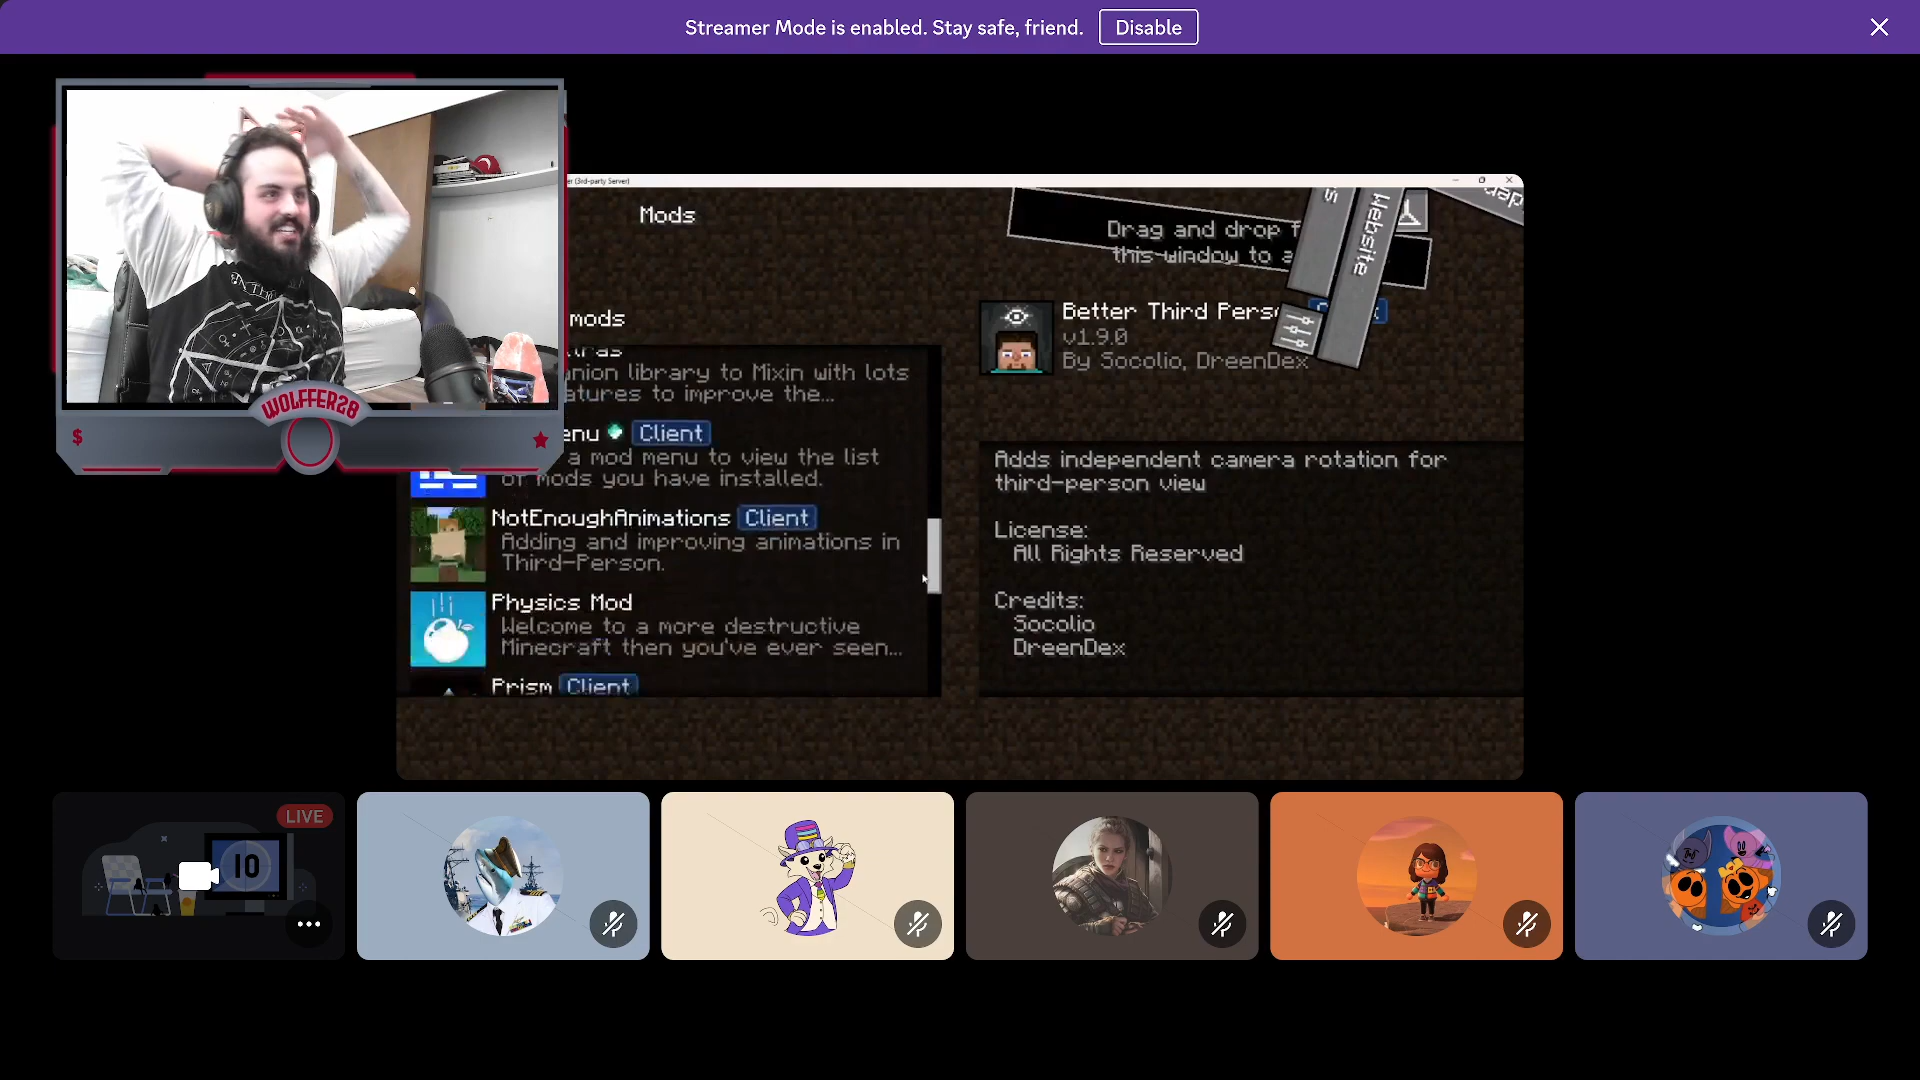 Streamer Mode is enabled. Stay safe, friend.
Disable
(3rd-party Server)
Mods
Drag and drop f
this window to a
Website
mods
Better Third Pers
v1.9.0
By Socolio, DreenDex
union library to Mixin with lots
atures to improve the...
enu
Client
a mod menu to view the list
of mods you have installed.
NotEnoughAnimations
Client
Adding and improving animations in
Third-Person.
Physics Mod
Welcome to a more destructive
Minecraft then you've ever seen...
Prism
Client
Adds independent camera rotation for
third-person view
License:
All Rights Reserved
Credits:
Socolio
DreenDex
WOLFFER28
$
LIVE
10